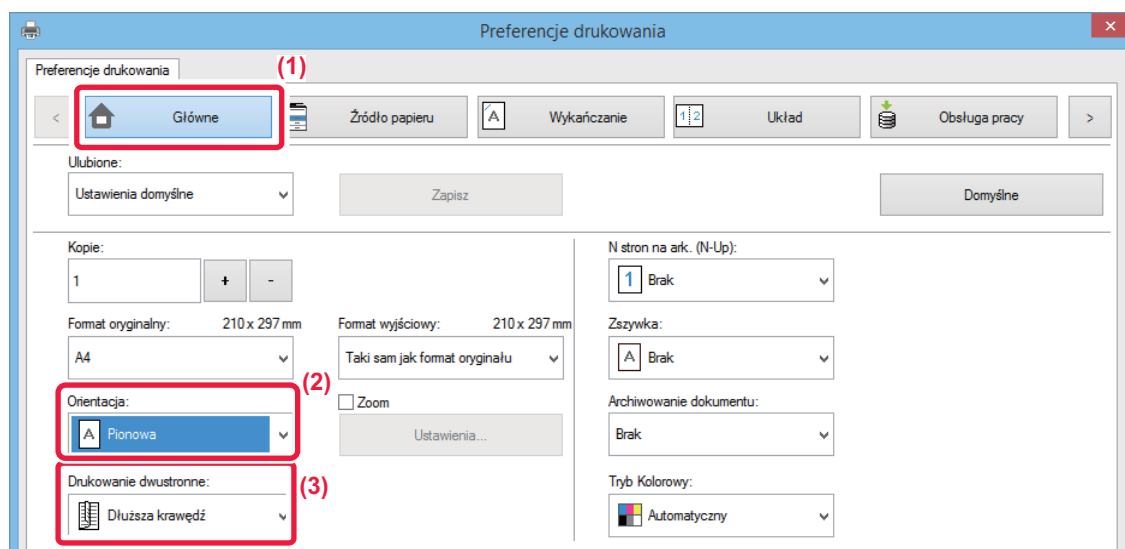 Preferencje drukowania
Preferencje drukowania
(1)
< Główne Źródło papieru A Wykańczanie 1 2 Układ Obsługa pracy >
Ulubione:
Ustawienia domyślne Zapisz Domyślne
Kopie: N stron na ark. (N-Up):
1 + - 1 Brak
Format oryginalny: 210 x 297 mm Format wyjściowy: 210 x 297 mm Zszywka:
A4 Taki sam jak format oryginału A Brak
(2)
Orientacja: Zoom Archiwowanie dokumentu:
A Pionowa Ustawienia... Brak
Drukowanie dwustronne: (3) Tryb Kolorowy:
Dłuższa krawędź Automatyczny